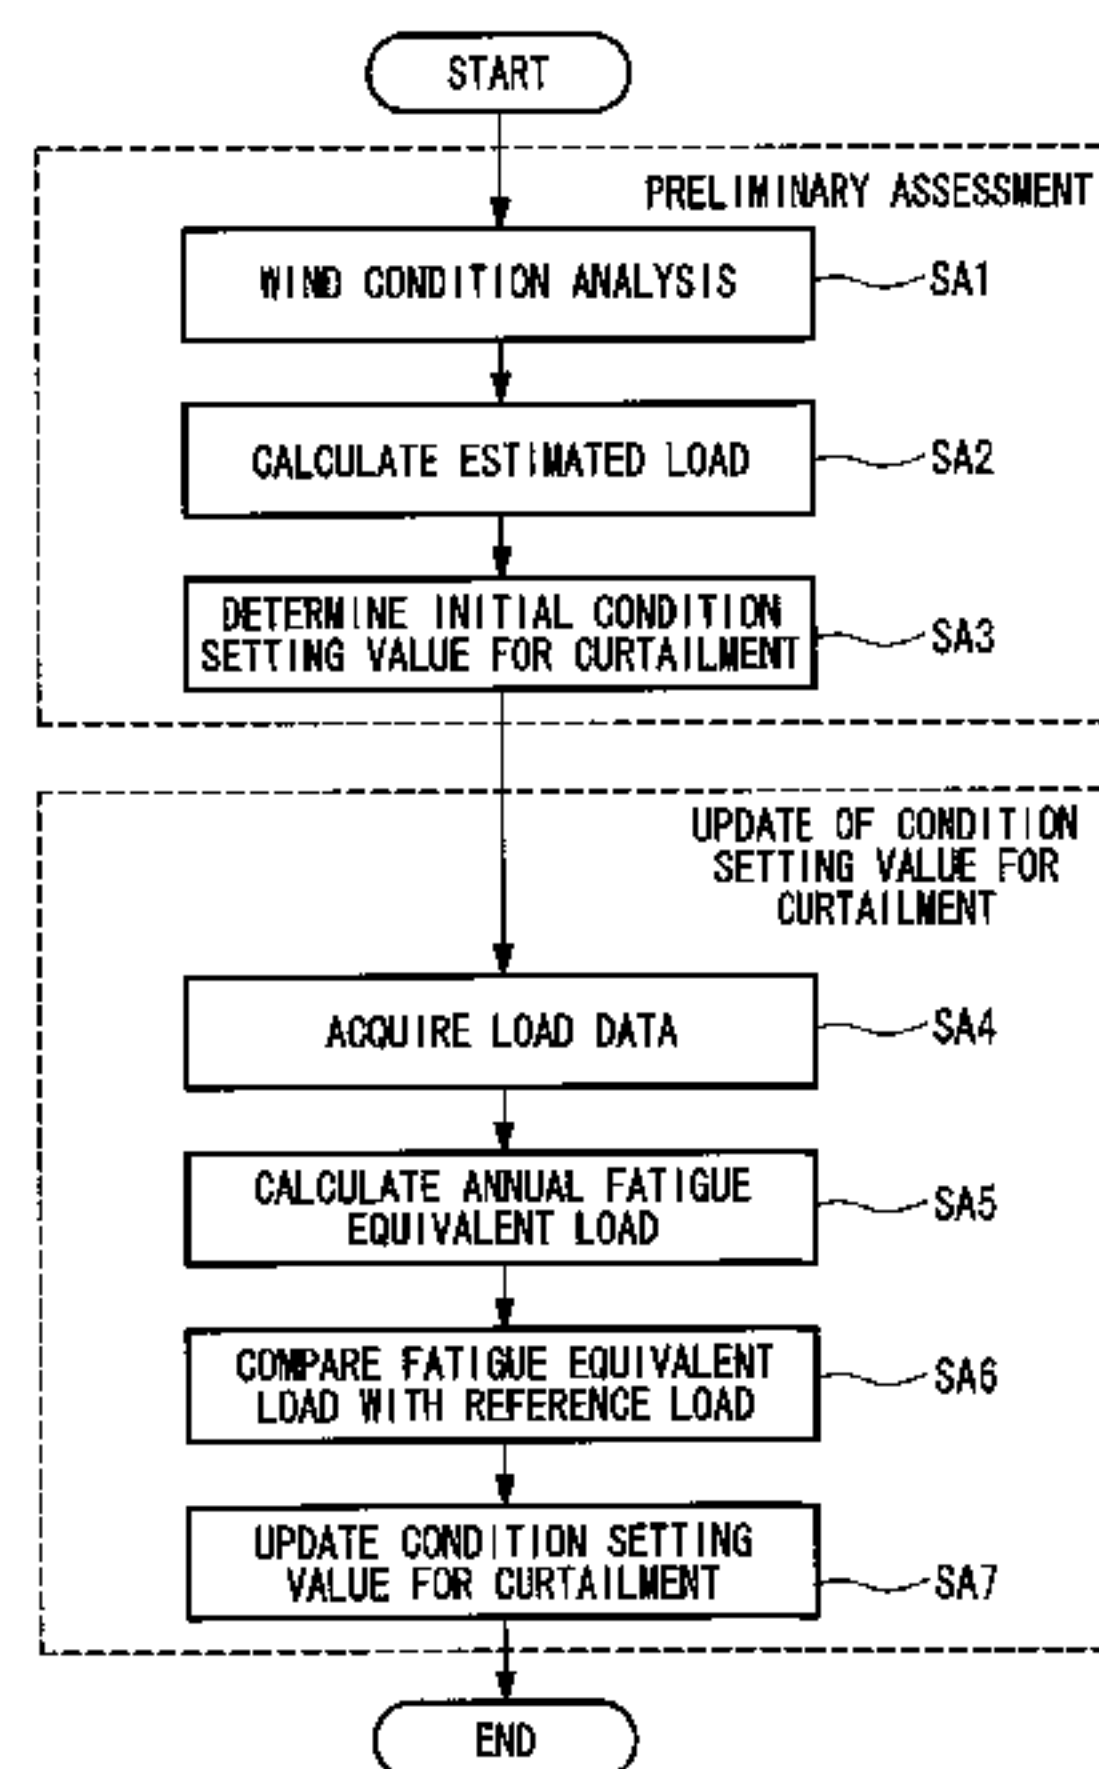 START
PRELIMINARY ASSESSMENT
WIND CONDITION ANALYSIS
SA1
CALCULATE ESTIMATED LOAD
SA2
DETERMINE INITIAL CONDITION
SETTING VALUE FOR CURTAILMENT
SA3
UPDATE OF CONDITION
SETTING VALUE FOR
CURTAILMENT
ACQUIRE LOAD DATA
SA4
CALCULATE ANNUAL FATIGUE
EQUIVALENT LOAD
SA5
COMPARE FATIGUE EQUIVALENT
LOAD WITH REFERENCE LOAD
SA6
UPDATE CONDITION SETTING
VALUE FOR CURTAILMENT
SA7
END